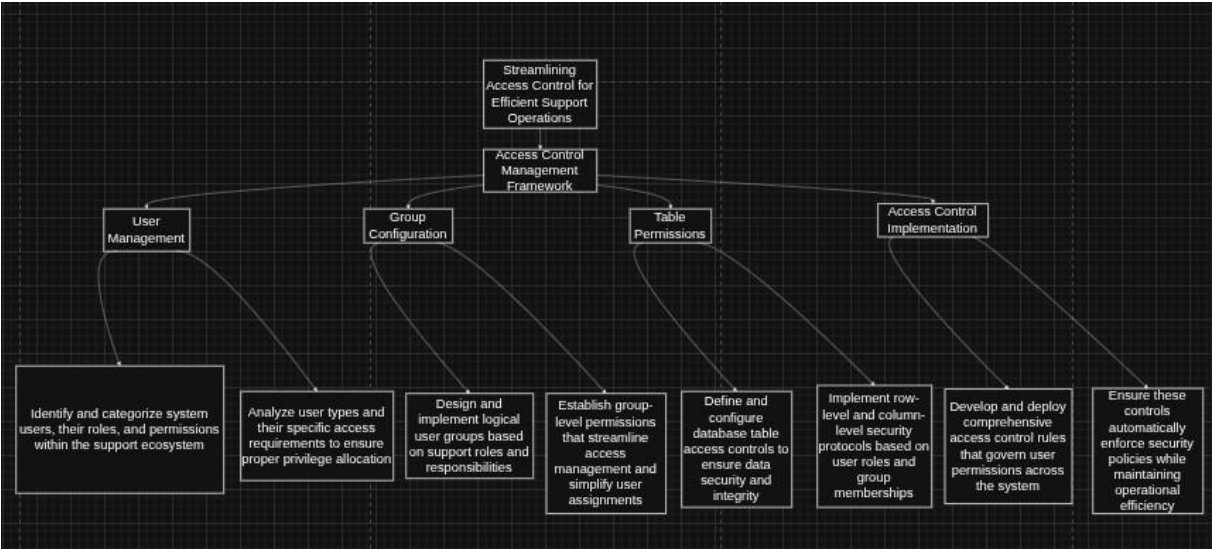 Streamlining
Access Control for
Efficient Support
Operations
Access Control
Management
Framework
User
Management
Group
Configuration
Table
Permissions
Access Control
Implementation
Identify and categorize system
users, their roles, and permissions
within the support ecosystem
Analyze user types and
their specific access
requirements to ensure
proper privilege allocation
Design and
implement logical
user groups based
on support roles and
responsibilities
Establish group-
level permissions
that streamline
access
management and
simplify user
assignments
Define and
configure
database table
access controls to
ensure data
security and
integrity
Implement row-
level and column-
level security
protocols based on
user roles and
group
memberships
Develop and deploy
comprehensive
access control rules
that govern user
permissions across
the system
Ensure these
controls
automatically
enforce security
policies while
maintaining
operational
efficiency